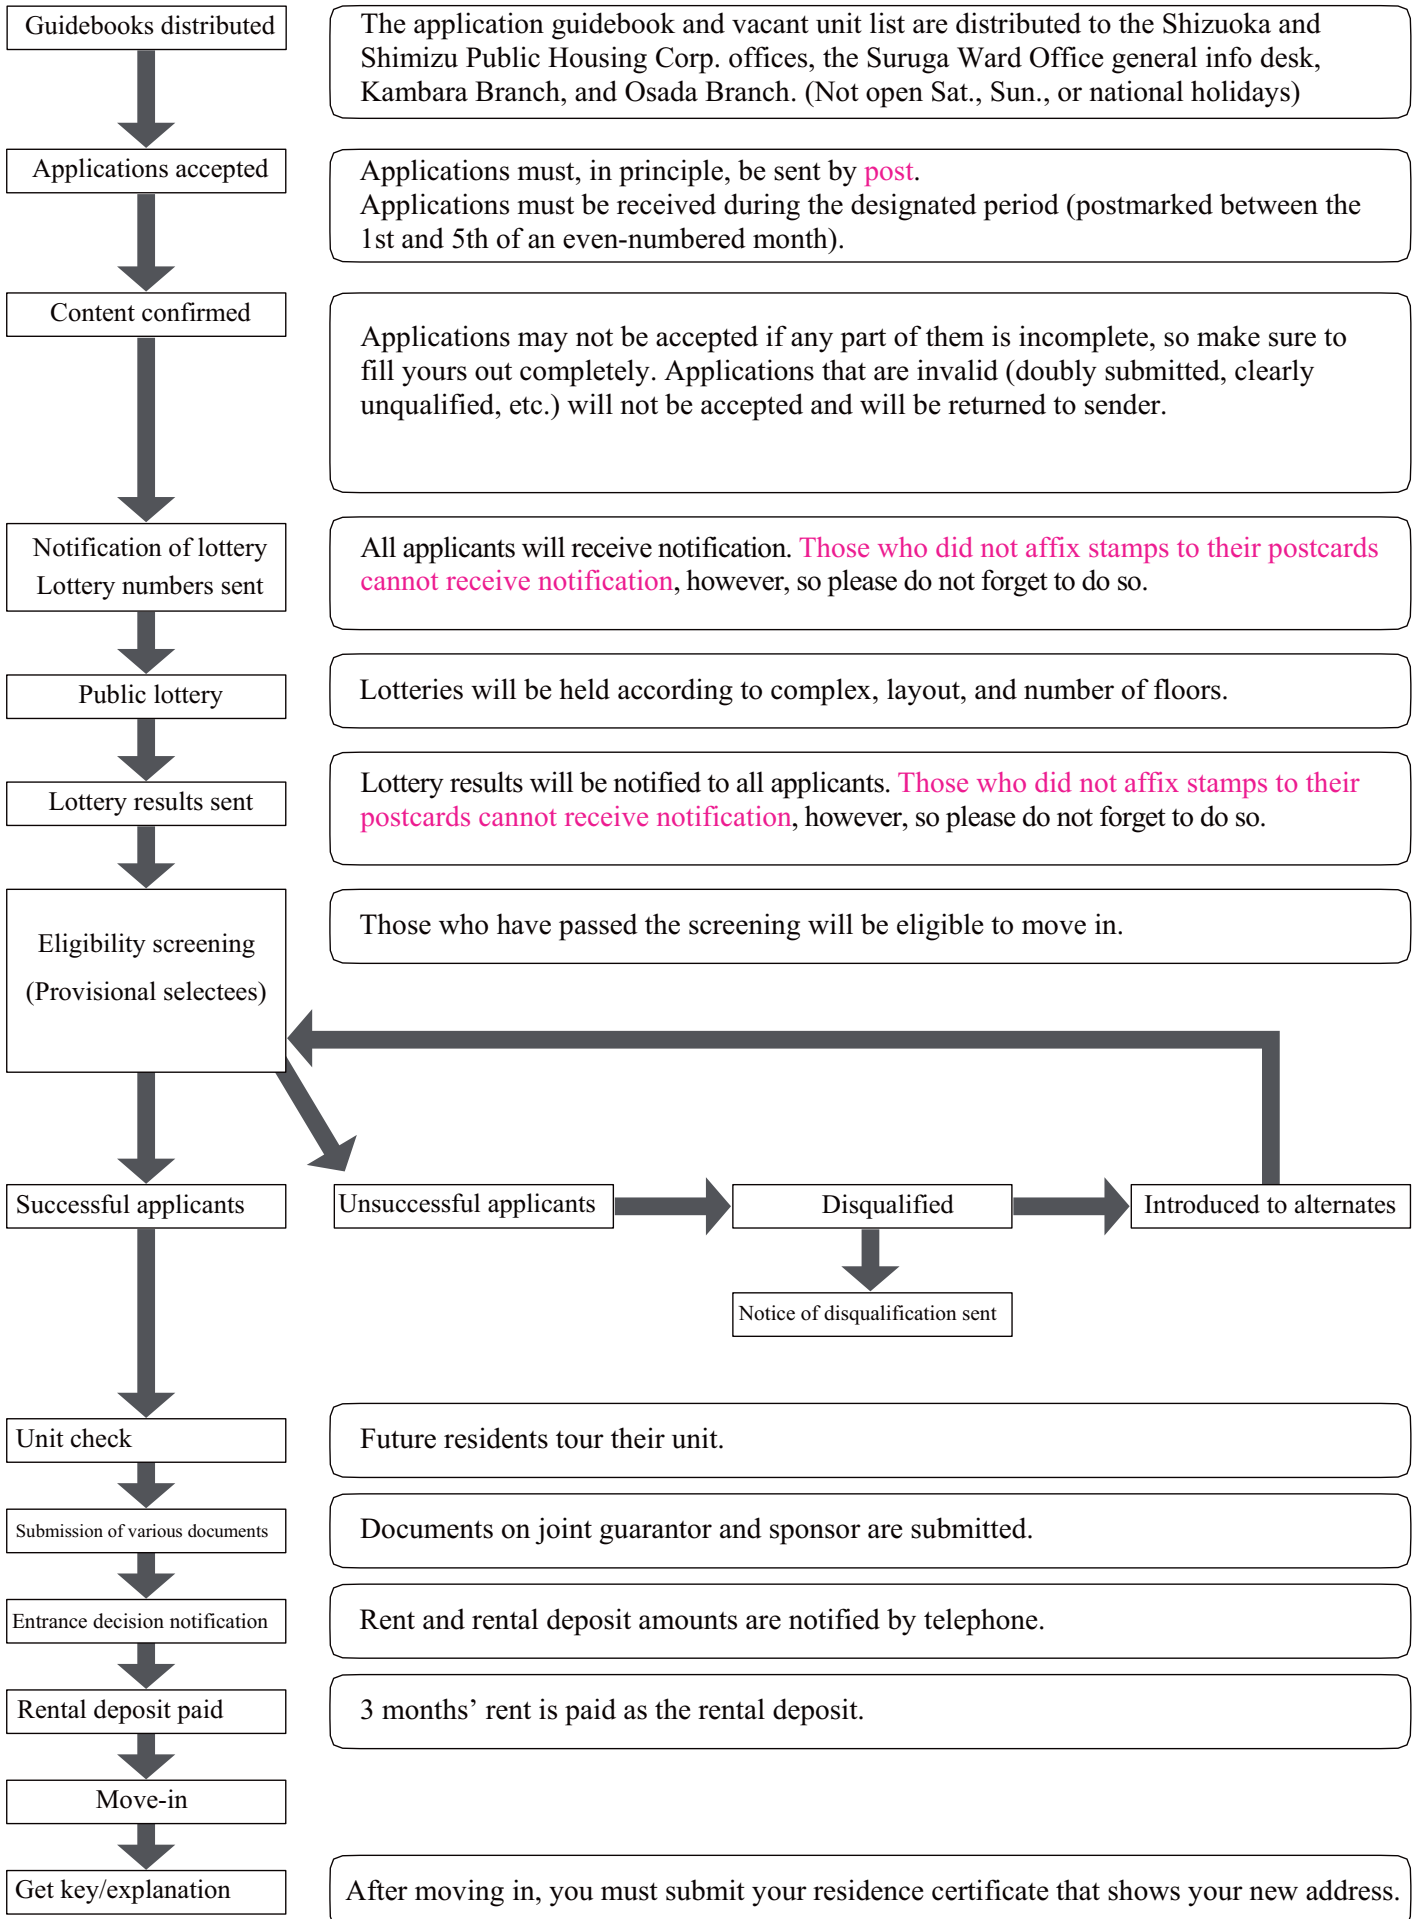 Guidebooks distributed
The application guidebook and vacant unit list are distributed to the Shizuoka and
Shimizu Public Housing Corp. offices, the Suruga Ward Office general info desk,
Kambara Branch, and Osada Branch. (Not open Sat., Sun., or national holidays)
Applications accepted
Applications must, in principle, be sent by post.
Applications must be received during the designated period (postmarked between the
1st and 5th of an even-numbered month).
Content confirmed
Applications may not be accepted if any part of them is incomplete, so make sure to
fill yours out completely. Applications that are invalid (doubly submitted, clearly
unqualified, etc.) will not be accepted and will be returned to sender.
Notification of lottery
Lottery numbers sent
All applicants will receive notification. Those who did not affix stamps to their postcards
cannot receive notification, however, so please do not forget to do so.
Public lottery
Lotteries will be held according to complex, layout, and number of floors.
Lottery results sent
Lottery results will be notified to all applicants. Those who did not affix stamps to their
postcards cannot receive notification, however, so please do not forget to do so.
Eligibility screening
(Provisional selectees)
Those who have passed the screening will be eligible to move in.
Successful applicants
Unsuccessful applicants
Disqualified
Introduced to alternates
Notice of disqualification sent
Unit check
Future residents tour their unit.
Submission of various documents
Documents on joint guarantor and sponsor are submitted.
Entrance decision notification
Rent and rental deposit amounts are notified by telephone.
Rental deposit paid
3 months’ rent is paid as the rental deposit.
Move-in
Get key/explanation
After moving in, you must submit your residence certificate that shows your new address.